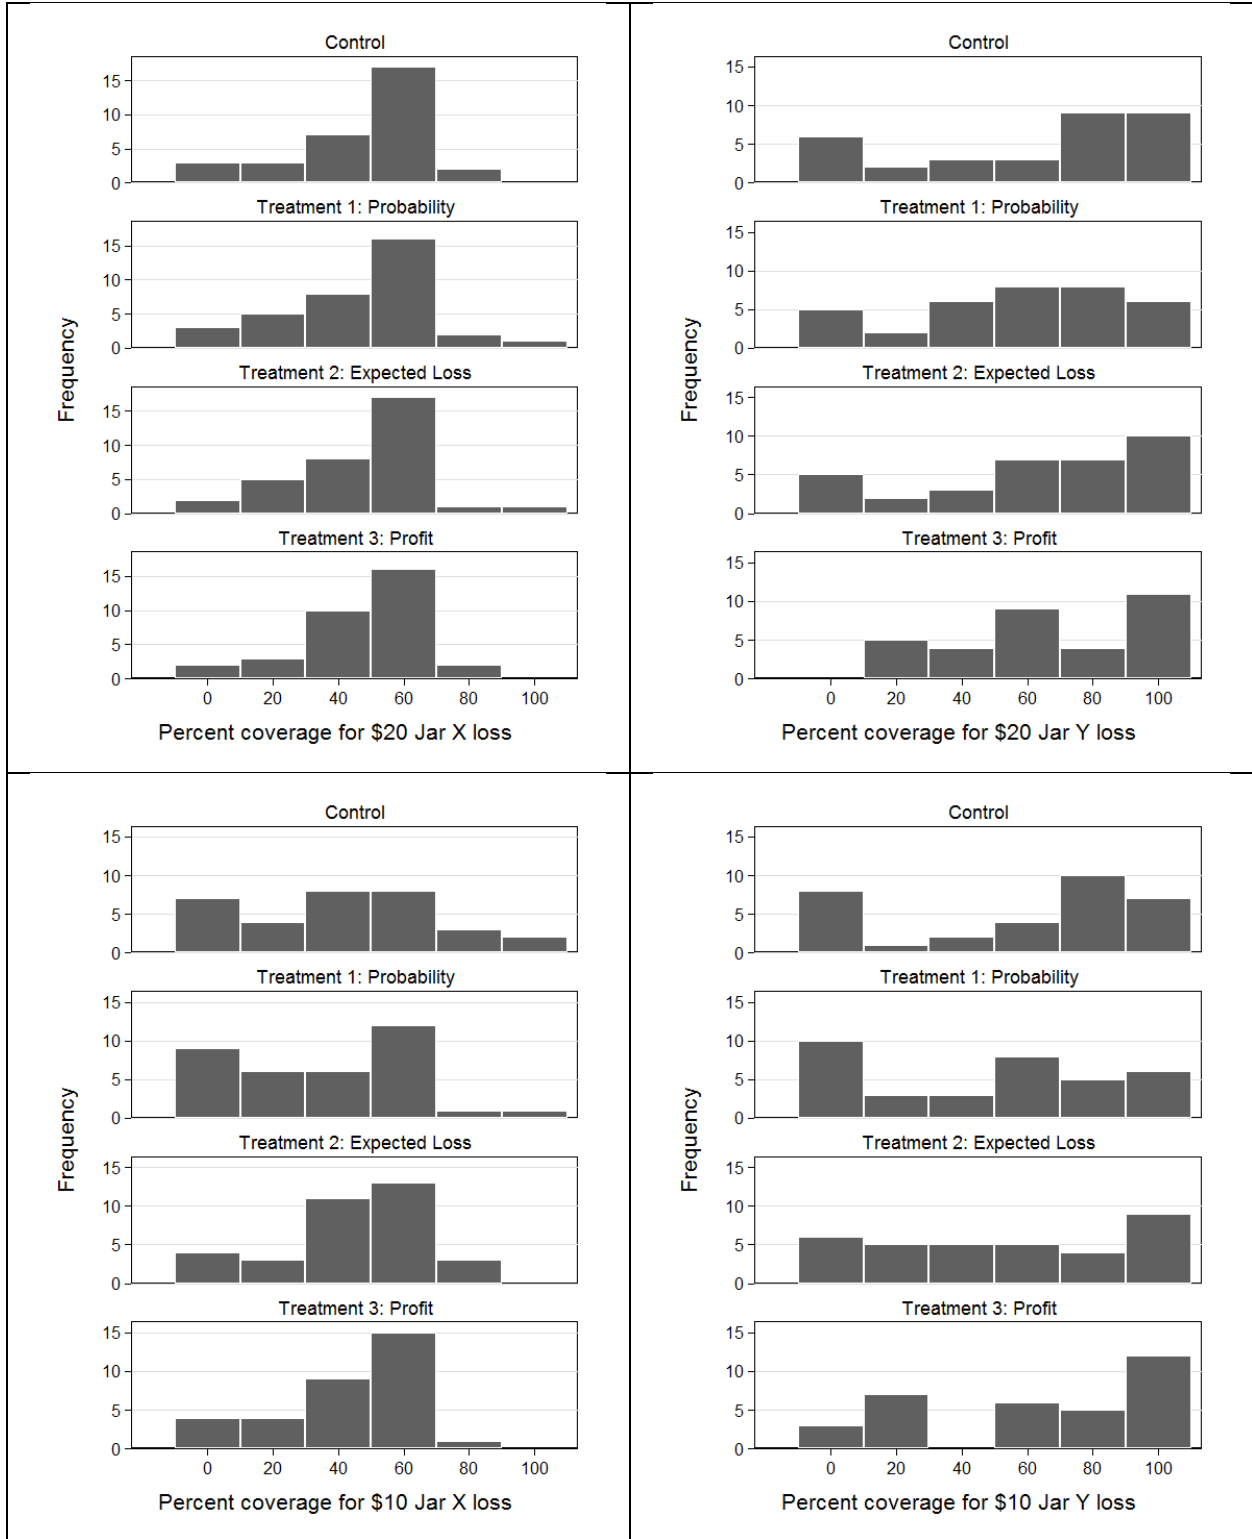 Control
15
10
5
0
Treatment 1: Probability
15
10
5
0
Treatment 2: Expected Loss
15
10
5
0
Treatment 3: Profit
15
10
5
0
Frequency
0 20 40 60 80 100
Percent coverage for $20 Jar X loss
Control
15
10
5
0
Treatment 1: Probability
15
10
5
0
Treatment 2: Expected Loss
15
10
5
0
Treatment 3: Profit
15
10
5
0
Frequency
0 20 40 60 80 100
Percent coverage for $20 Jar Y loss
Control
15
10
5
0
Treatment 1: Probability
15
10
5
0
Treatment 2: Expected Loss
15
10
5
0
Treatment 3: Profit
15
10
5
0
Frequency
0 20 40 60 80 100
Percent coverage for $10 Jar X loss
Control
15
10
5
0
Treatment 1: Probability
15
10
5
0
Treatment 2: Expected Loss
15
10
5
0
Treatment 3: Profit
15
10
5
0
Frequency
0 20 40 60 80 100
Percent coverage for $10 Jar Y loss